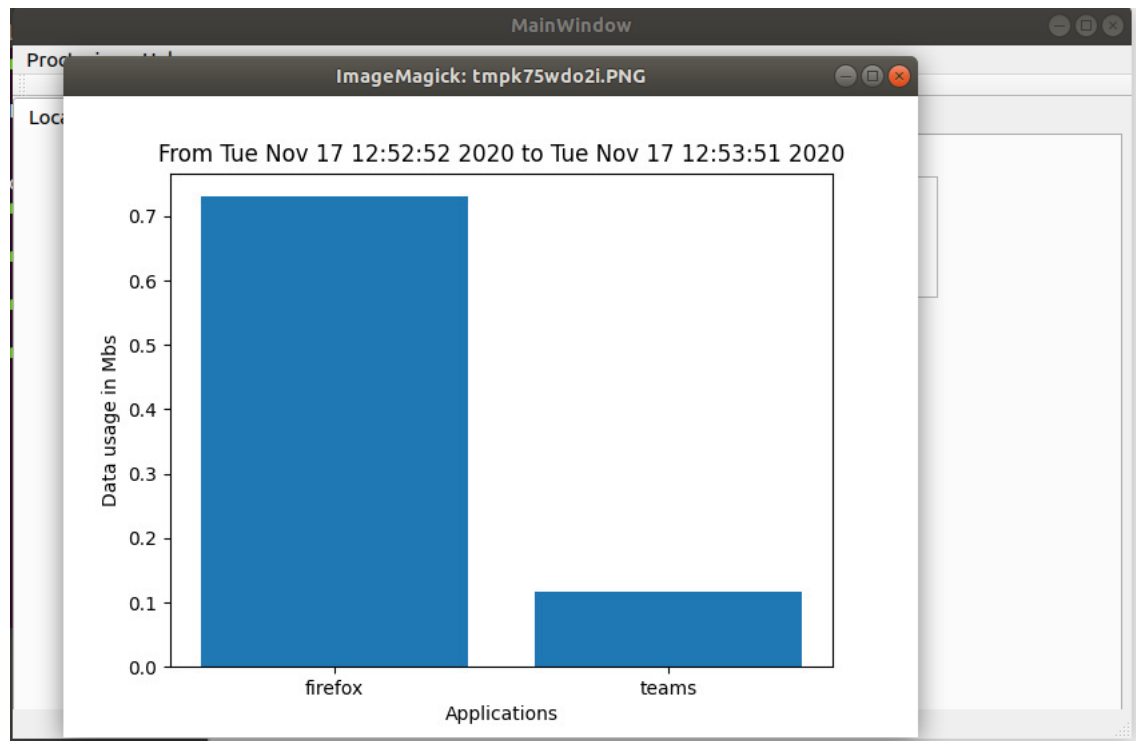 MainWindow
ImageMagick: tmpk75wdo2i.PNG
From Tue Nov 17 12:52:52 2020 to Tue Nov 17 12:53:51 2020
0.7
0.6
0.5
0.4
0.3
0.2
0.1
0.0
Data usage in Mbs
firefox teams
Applications